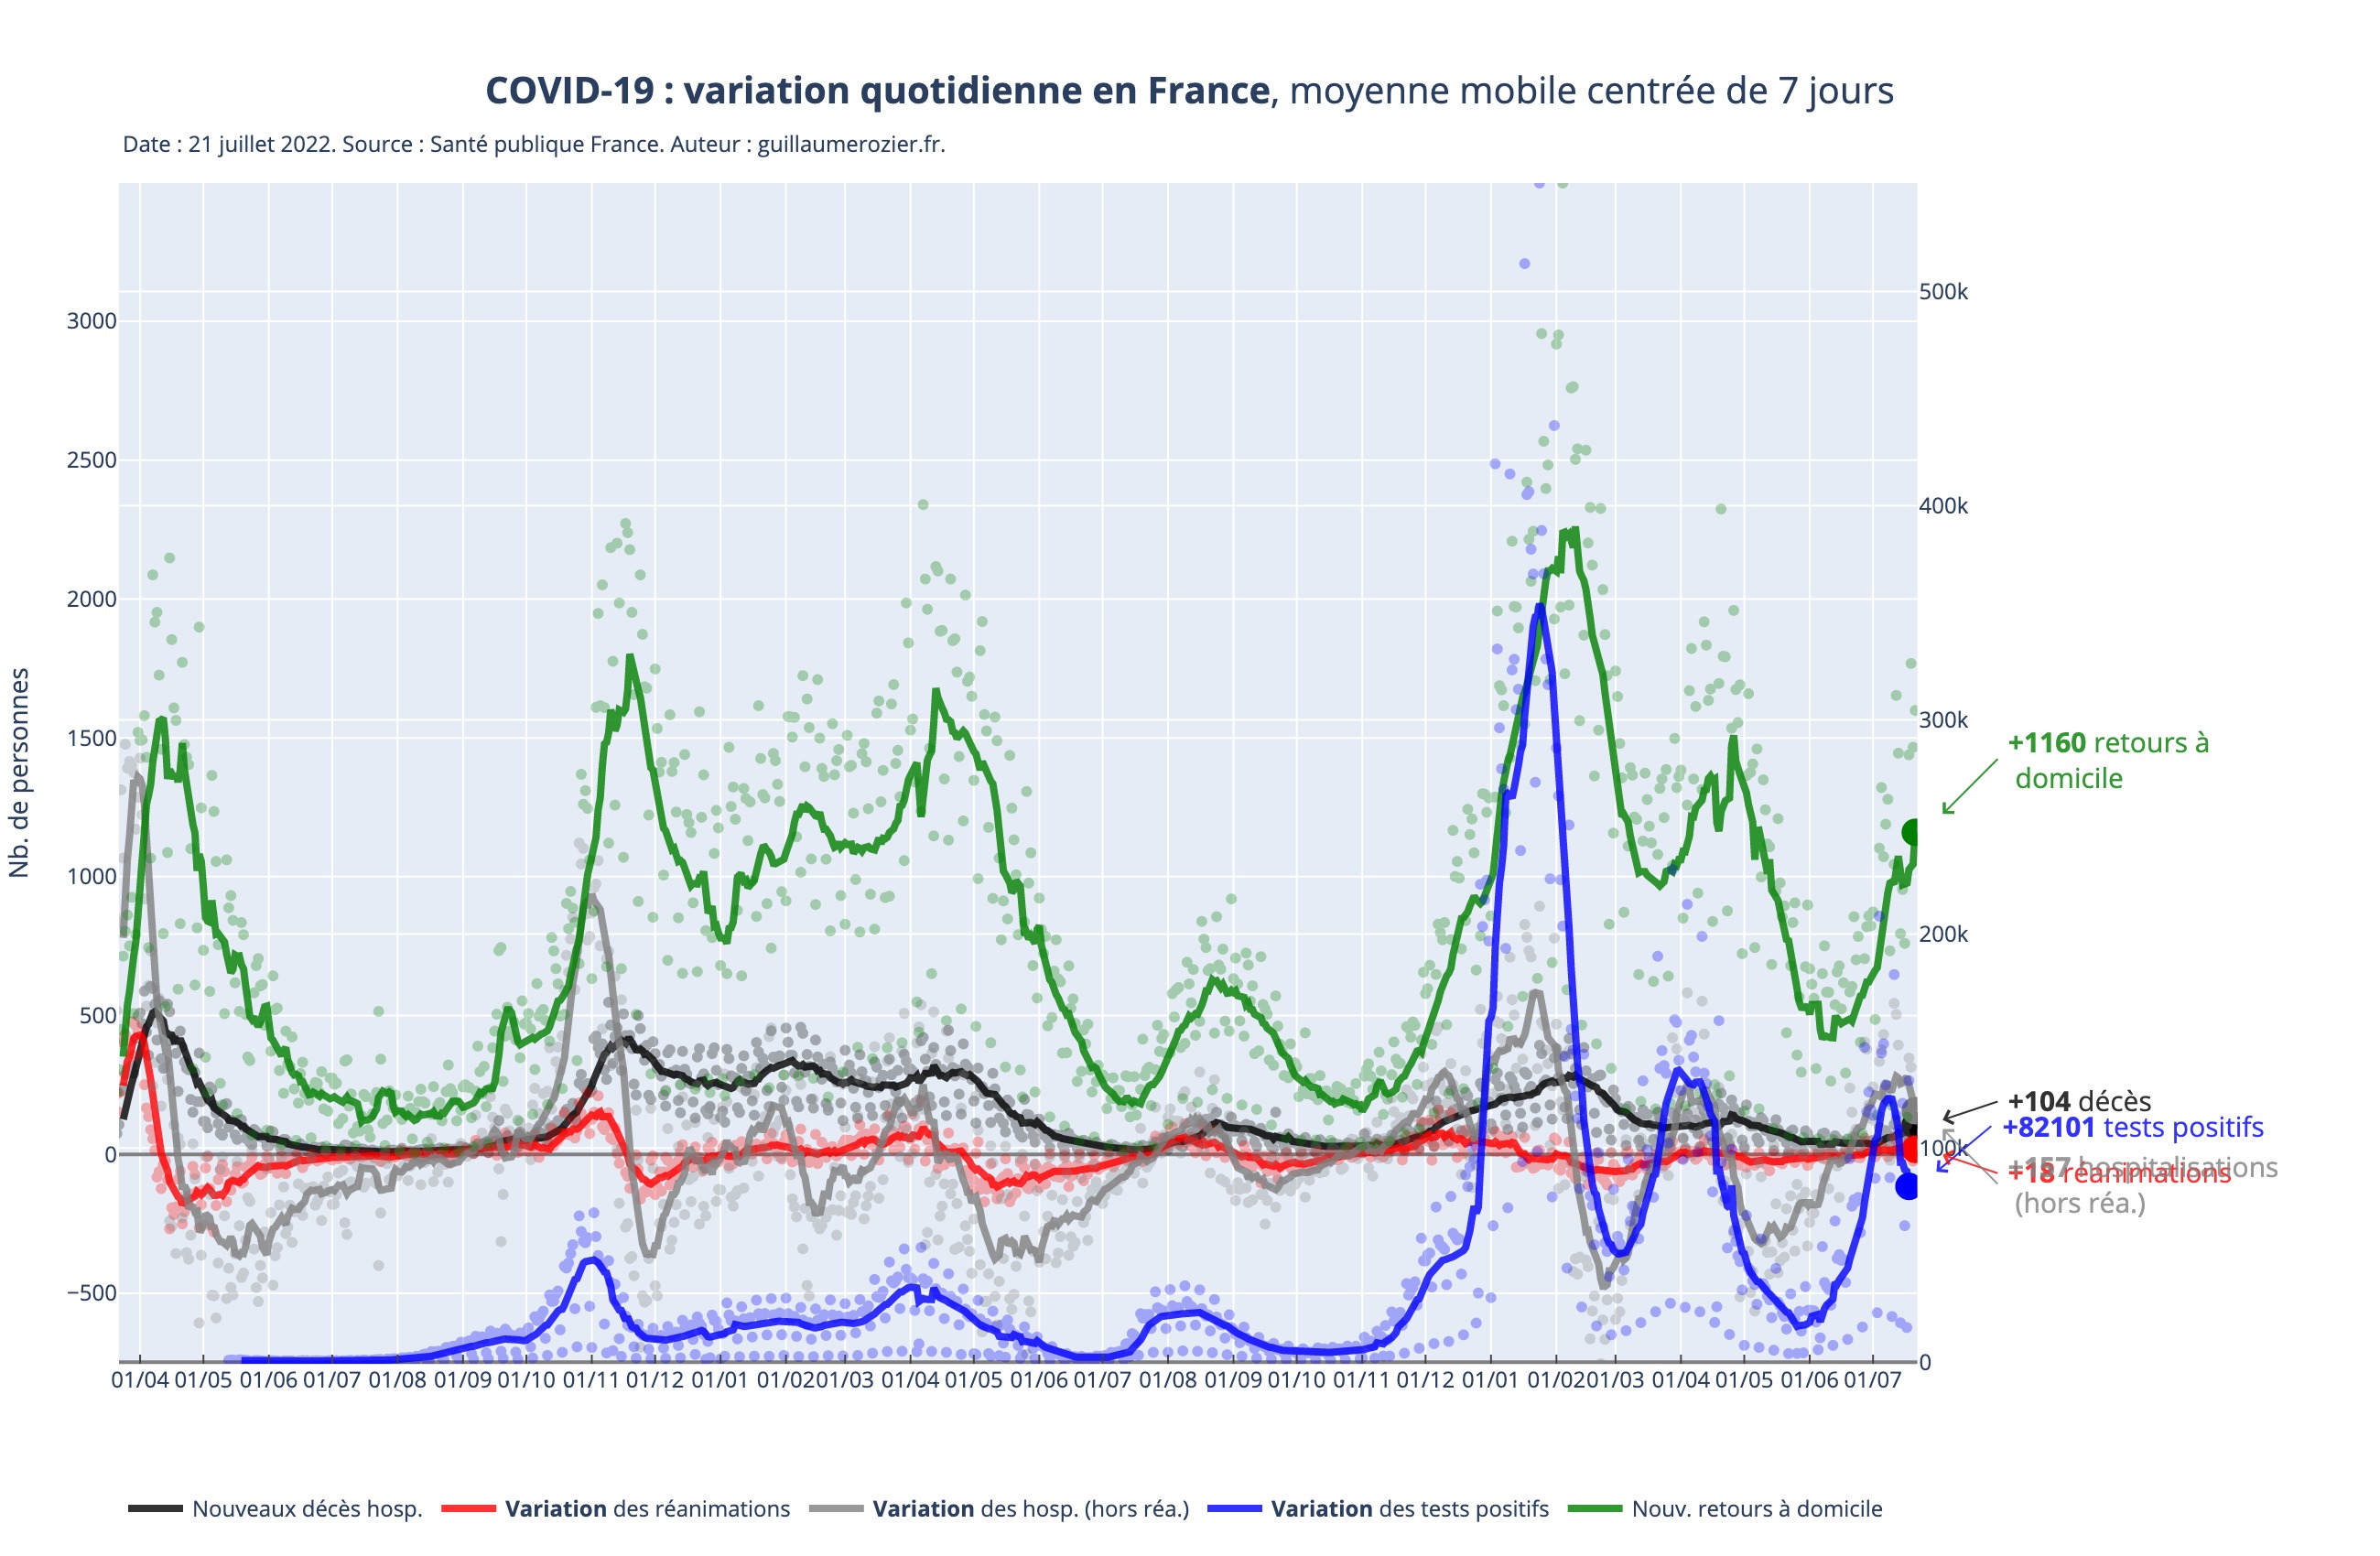 COVID-19 : variation quotidienne en France, moyenne mobile centrée de 7 jours
Date : 21 juillet 2022. Source : Santé publique France. Auteur : guillaumerozier.fr.
Nb. de personnes
3000
2500
2000
1500
1000
500
0
−500
500k
400k
300k
200k
100k
0
+1160 retours à
domicile
+104 décès
+82101 tests positifs
+157 hospitalisations
(hors réa.)
+18 réanimations
01/04 01/05 01/06 01/07 01/08 01/09 01/10 01/11 01/12 01/01 01/02 01/03 01/04 01/05 01/06 01/07 01/08 01/09 01/10 01/11 01/12 01/01 01/02 01/03 01/04 01/05 01/06 01/07
Nouveaux décès hosp. Variation des réanimations Variation des hosp. (hors réa.) Variation des tests positifs Nouv. retours à domicile